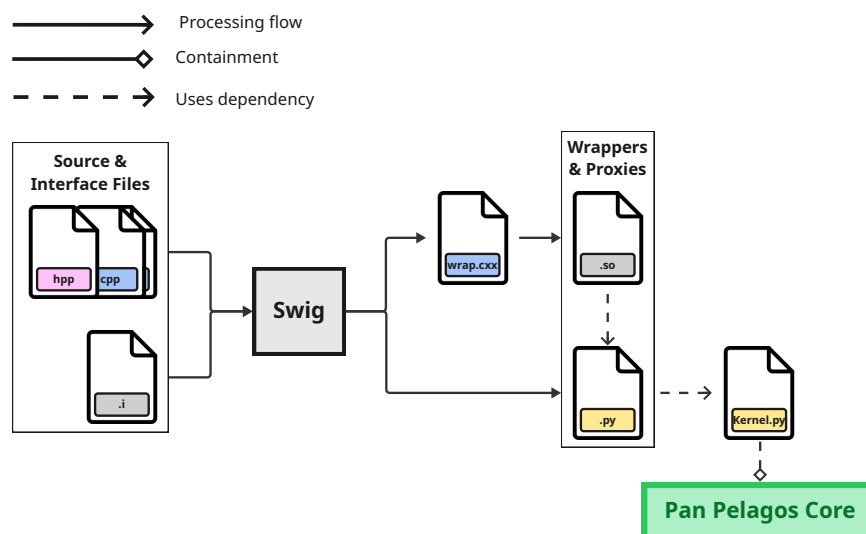 Processing flow
Containment
Uses dependency
Source &
Interface Files
hpp
cpp
.i
Swig
wrap.cxx
Wrappers
& Proxies
.so
.py
Kernel.py
Pan Pelagos Core